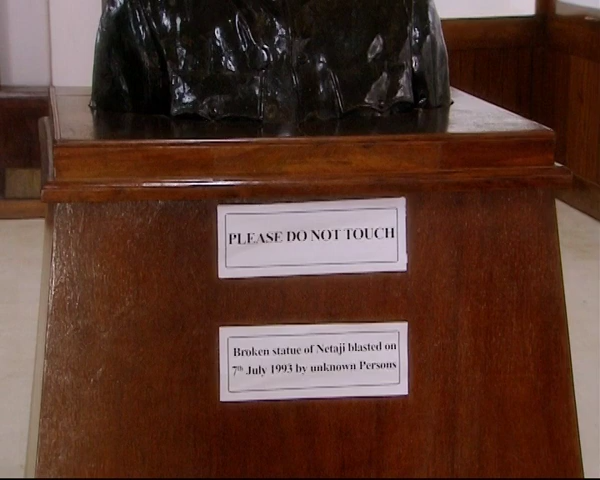 PLEASE DO NOT TOUCH
Broken statue of Netaji blasted on
7th July 1993 by unknown Persons